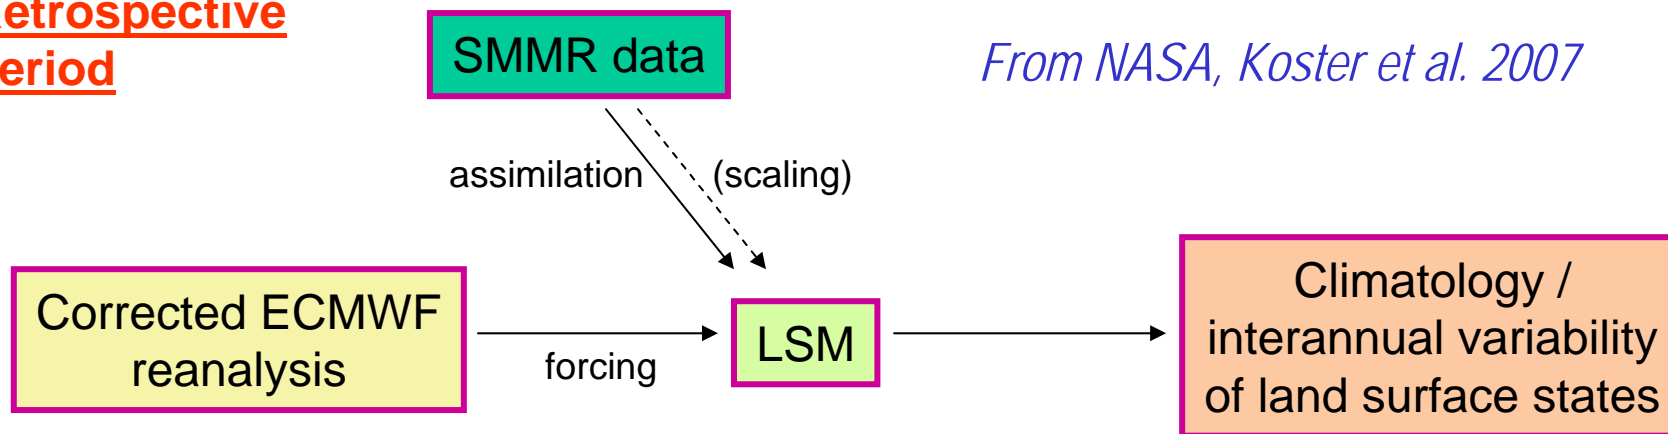 etrospective
eriod
SMMR data
From NASA, Koster et al. 2007
assimilation
(scaling)
Corrected ECMWF
reanalysis
forcing
LSM
Climatology /
interannual variability
of land surface states